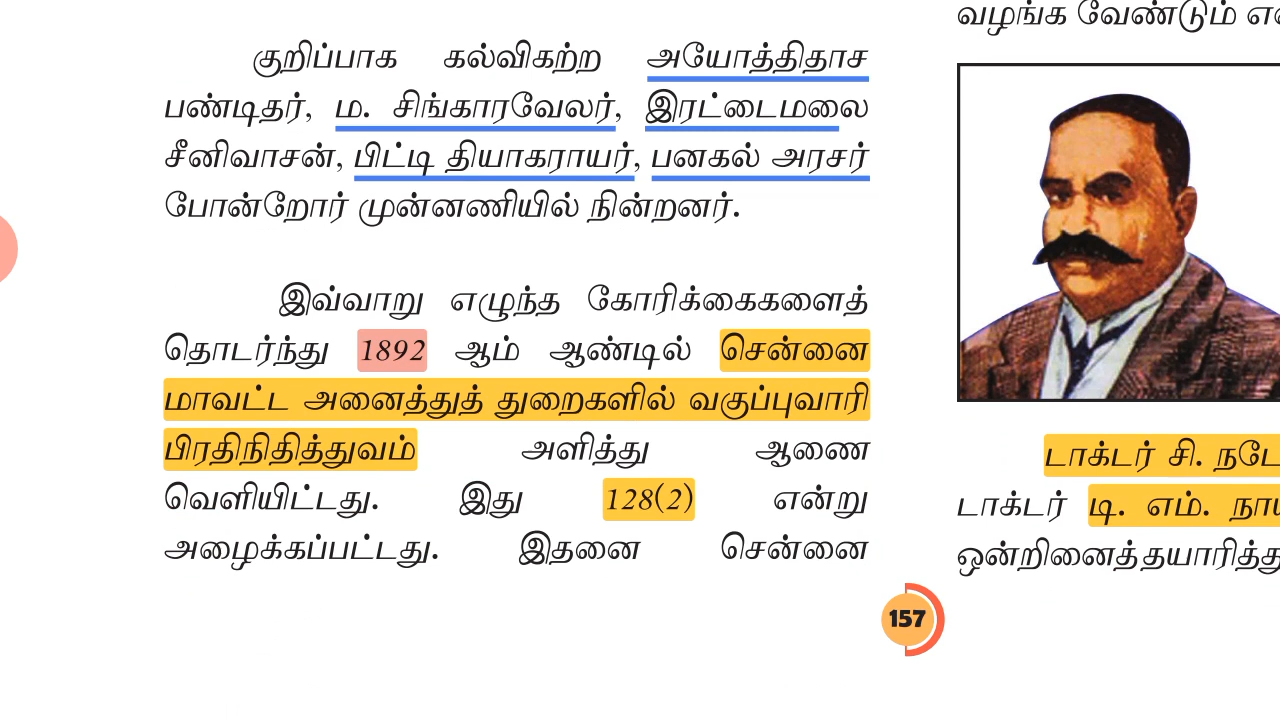 குறிப்பாக கல்விகற்ற அயோத்திதாச
பண்டிதர், ம. சிங்காரவேலர், இரட்டைமலை
சீனிவாசன், பிட்டி தியாகராயர், பனகல் அரசர்
போன்றோர் முன்னணியில் நின்றனர்.
இவ்வாறு எழுந்த கோரிக்கைகளைத்
தொடர்ந்து 1892 ஆம் ஆண்டில் சென்னை
மாவட்ட அனைத்துத் துறைகளில் வகுப்புவாரி
பிரதிநிதித்துவம் அளித்து ஆணை
வெளியிட்டது. இது 128(2) என்று
அழைக்கப்பட்டது. இதனை சென்னை
வழங்க வேண்டும்
டாக்டர் சி.
டாக்டர் டி. எம்.
157